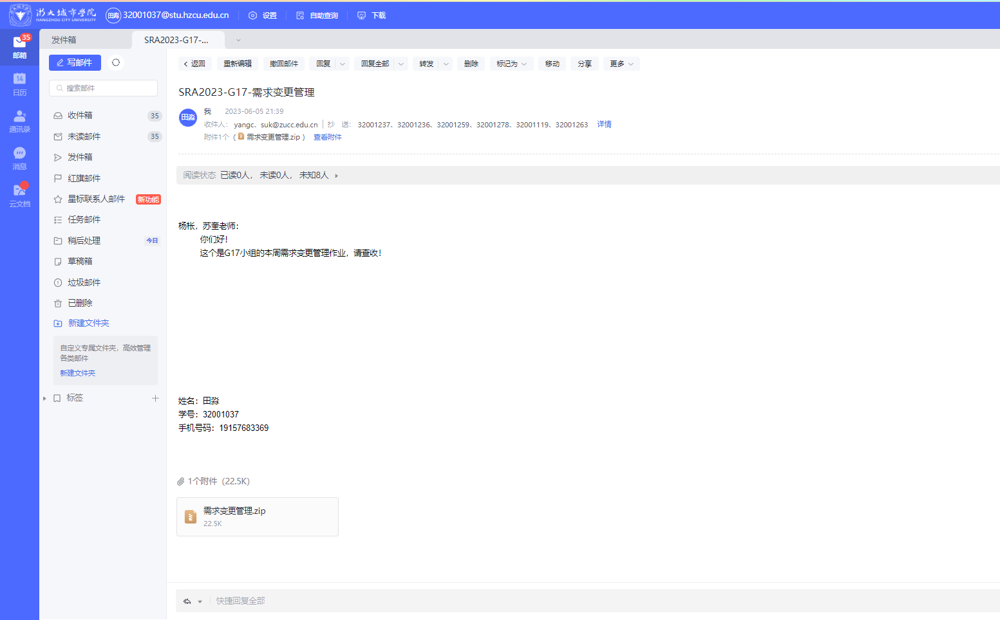 浙大城市学院
HANGZHOU CITY UNIVERSITY
田淼 32001037@stu.hzcu.edu.cn 设置 自助查询 下载
35
邮箱
14
日历
通讯录
消息
云文档
发件箱 SRA2023-G17-...
写邮件
搜索邮件
收件箱 35
未读邮件 35
发件箱
红旗邮件
星标联系人邮件 新功能
任务邮件
稍后处理 今日
草稿箱
垃圾邮件
已删除
新建文件夹
自定义专属文件夹，高效管理
各类邮件
新建文件夹
标签
返回 重新编辑 撤回邮件 回复 回复全部 转发 删除 标记为 移动 分享 更多
SRA2023-G17-需求变更管理
田淼
我 2023-06-05 21:39
收件人： yangc、suk@zucc.edu.cn 抄 送： 32001237、32001236、32001259、32001278、32001119、32001263 详情
附件1个 ( 需求变更管理.zip ) 查看附件
阅读状态 已读0人， 未读0人， 未知8人
杨枨，苏奎老师：
你们好！
这个是G17小组的本周需求变更管理作业，请查收！
姓名：田淼
学号：32001037
手机号码：19157683369
1个附件（22.5K）
需求变更管理.zip
22.5K
快捷回复全部